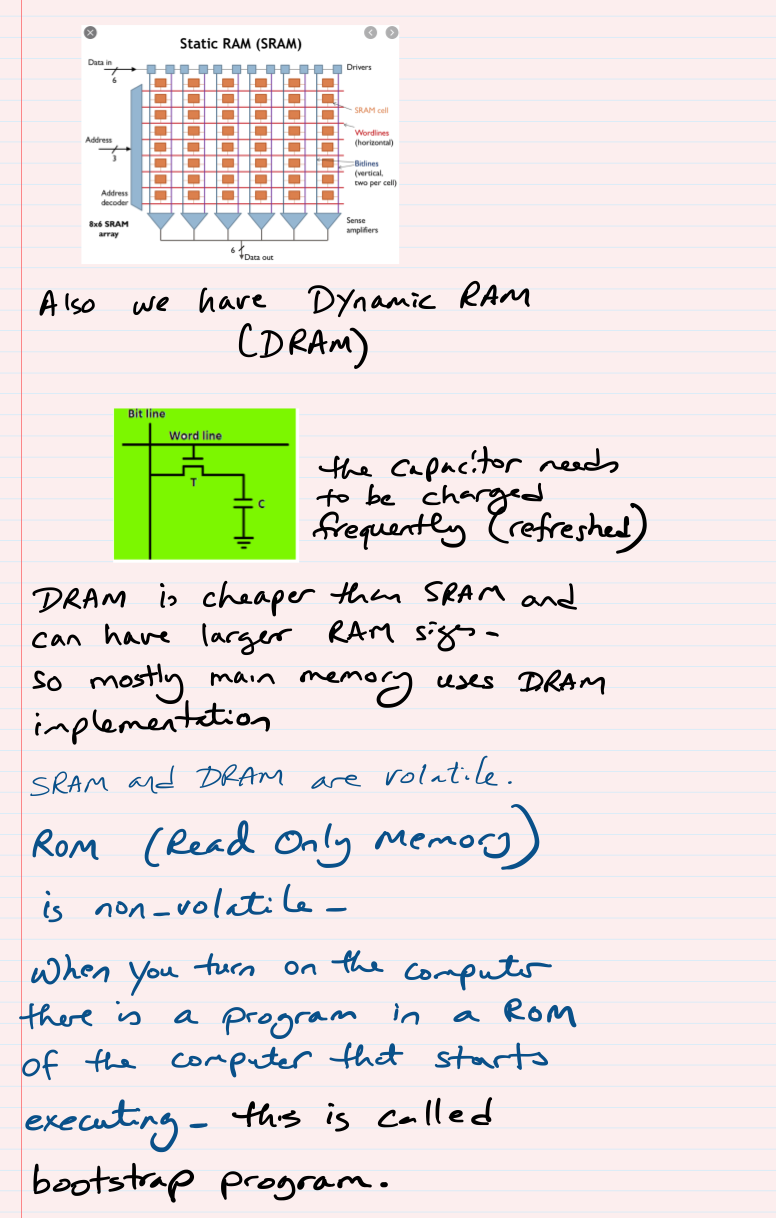 Static RAM (SRAM)
Data in
6
Drivers
SRAM cell
Wordlines
(horizontal)
Address
3
Bitlines
(vertical,
two per cell)
Address
decoder
8x6 SRAM
array
Sense
amplifiers
6
Data out
Also we have Dynamic RAM
(DRAM)
Bit line
Word line
T
C
the capacitor needs
to be charged
frequently (refreshed)
DRAM is cheaper than SRAM and
can have larger RAM sizes-
so mostly main memory uses DRAM
implementation
SRAM and DRAM are volatile.
ROM (Read Only Memory)
is non-volatile-
When you turn on the computer
there is a program in a ROM
of the computer that starts
executing- this is called
bootstrap program.